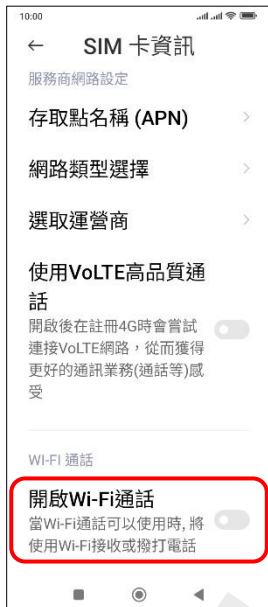 10:00
SIM 卡資訊
服務商網路設定
存取點名稱 (APN)
網路類型選擇
選取運營商
使用VoLTE高品質通
話
開啟後在註冊4G時會嘗試
連接VoLTE網路，從而獲得
更好的通訊業務(通話等)感
受
WI-FI 通話
開啟Wi-Fi通話
當Wi-Fi通話可以使用時, 將
使用Wi-Fi接收或撥打電話